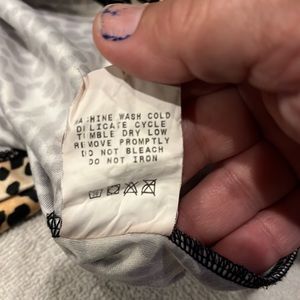 MACHINE WASH COLD
DELICATE CYCLE
TUMBLE DRY LOW
REMOVE PROMPTLY
DO NOT BLEACH
DO NOT IRON